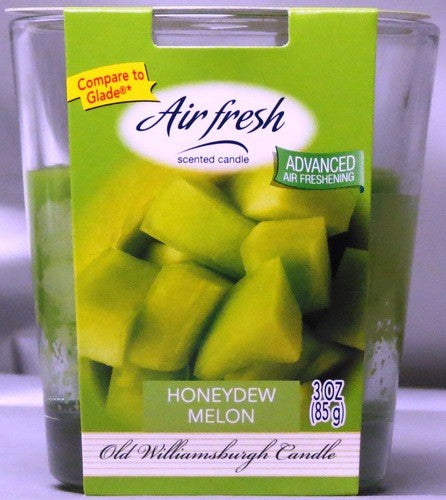 Compare to
Glade®*
Air fresh
scented candle
ADVANCED
AIR FRESHENING
HONEYDEW
MELON
3 OZ
(85 g)
Old Williamsburgh Candle